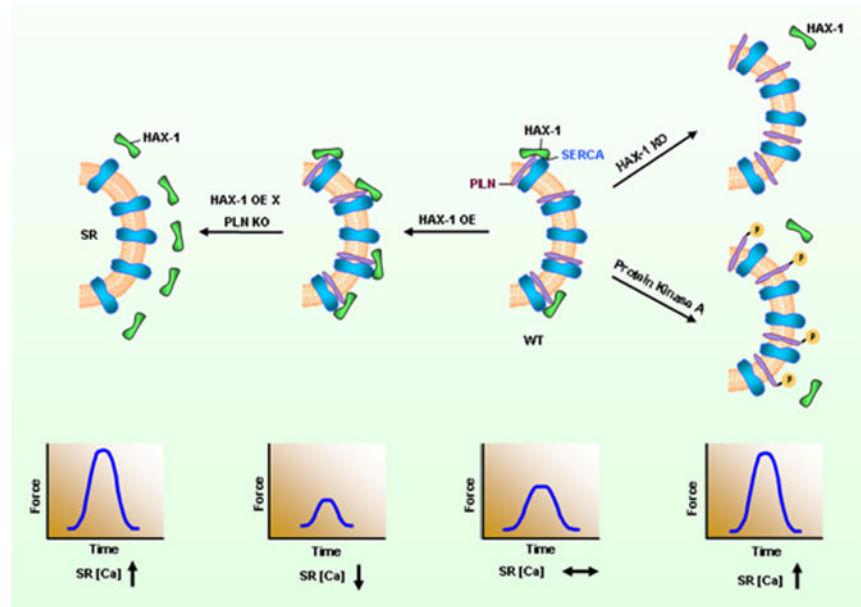 HAX-1
HAX-1
HAX-1
HAX-1 KO
SERCA
PLN
HAX-1 OE X
PLN KO
HAX-1 OE
SR
P
P
Protein Kinase A
WT
P
P
Force
Time
SR [Ca]
Force
Time
SR [Ca]
Force
Time
SR [Ca]
Force
Time
SR [Ca]